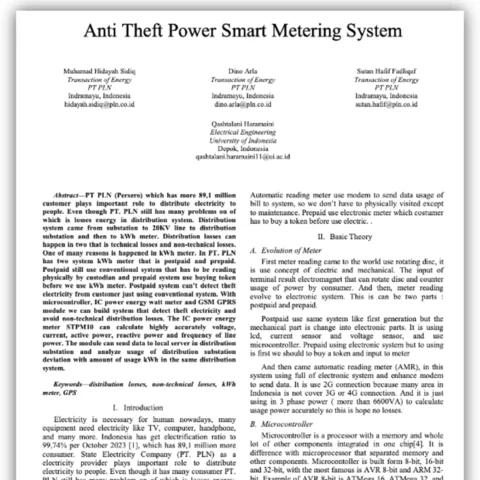 Anti Theft Power Smart Metering System
Muhamad Hidayah Sidiq
Transaction of Energy
PT PLN
Indramayu, Indonesia
hidayah.sidiq@pln.co.id
Dino Arla
Transaction of Energy
PT PLN
Indramayu, Indonesia
dino.arla@pln.co.id
Sutan Hafif Fadliqaf
Transaction of Energy
PT PLN
Indramayu, Indonesia
sutan.hafif@pln.co.id
Qashtalani Haramaini
Electrical Engineering
University of Indonesia
Depok, Indonesia
qashtalani.haramaini11@ui.ac.id
Abstract—PT PLN (Persero) which has more 89,1 million
customer plays important role to distribute electricity to
people. Even though PT. PLN still has many problems on of
which is losses energy in distribution system. Distribution
system came from substation to 20KV line to distribution
substation and then to kWh meter. Distribution losses can
happen in two that is technical losses and non-technical losses.
One of many reasons is happened in kWh meter. In PT. PLN
has two system kWh meter that is postpaid and prepaid.
Postpaid still use conventional system that has to be reading
physically by custodian and prepaid system use buying token
before we use kWh meter. Postpaid system can't detect theft
electricity from customer just using conventional system. With
microcontroler, IC power energy watt meter and GSM GPRS
module we can build system that detect theft electricity and
avoid non-technical distribution losses. The IC power energy
meter STPM10 can calculate highly accurately voltage,
current, active power, reactive power and frequency of line
power. The module can send data to local server in distribution
substation and analyze usage of distribution substation
deviation with amount of usage kWh in the same distribution
system.
Keywords—distribution losses, non-technical losses, kWh
meter, GPS
I. Introduction
Electricity is necessary for human nowadays, many
equipment need electricity like TV, computer, handphone,
and many more. Indonesia has get electrification ratio to
99,74% per October 2023 [1], which has 89,1 million more
consumer. State Electricity Company (PT. PLN) as a
electricity provider plays important role to distribute
electricity to people. Even though it has many consumer PT.
PLN still has many problem on of which is losses energy
Automatic reading meter use modem to send data usage of
bill to system, so we don't have to physically visited except
to maintenance. Prepaid use electronic meter which costumer
has to buy a token before use electric. .
II. Basic Theory
A. Evolution of Meter
First meter reading came to the world use rotating disc, it
is use concept of electric and mechanical. The input of
terminal result electromagnet that can rotate disc and counter
usage of power by consumer. And then, meter reading
evolve to electronic system. This is can be two parts :
postpaid and prepaid.
Postpaid use same system like first generation but the
mechanical part is change into electronic parts. It is using
lcd, current sensor and voltage sensor, and use
microcontroller. Prepaid using electronic system but to using
is first we should buy a token and input to meter
And then came automatic reading meter (AMR), in this
system using full of electronic system and enhance modem
to send data. It is use 2G connection because many area in
Indonesia is not cover 3G or 4G connection. And it is just
using in 3 phase power ( more than 6600VA) to calculate
usage power accurately so this is hope no losses.
B. Microcontroller
Microcontroller is a processor with a memory and whole
lot of other components integrated in one chip[4]. It is
difference with microprocessor that separated memory and
other components. Microcontroller is built form 8-bit, 16-bit
and 32-bit, with the most famous is AVR 8-bit and ARM 32-
bit. Example of AVR 8-bit is ATMega 16, ATMega 32, and